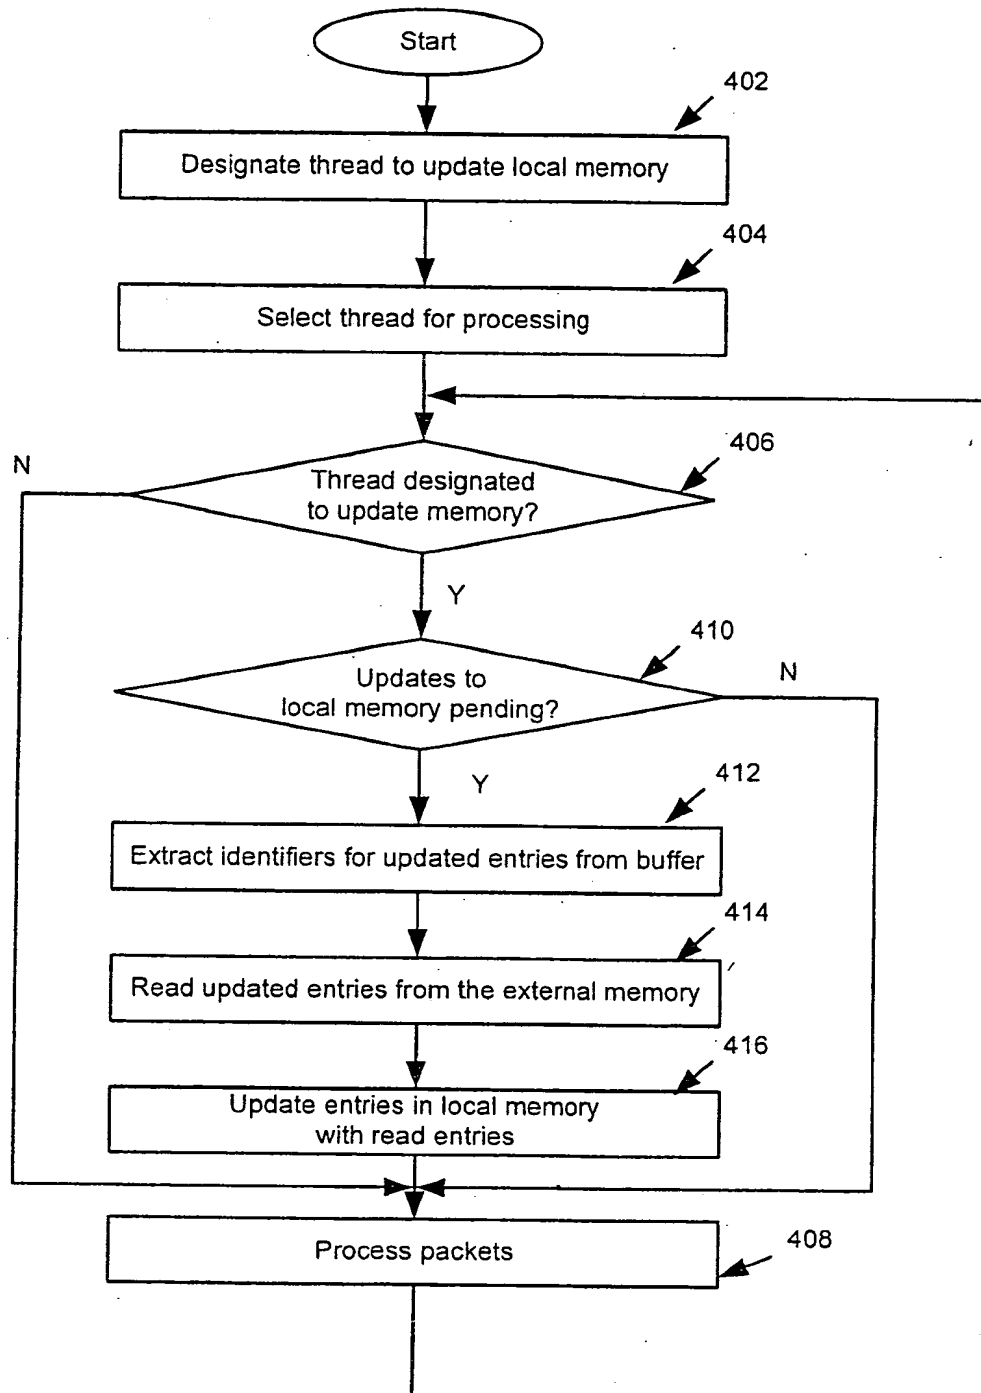 Start
402
Designate thread to update local memory
404
Select thread for processing
406
N
Thread designated
to update memory?
Y
410
Updates to
local memory pending?
N
Y
412
Extract identifiers for updated entries from buffer
414
Read updated entries from the external memory
416
Update entries in local memory
with read entries
408
Process packets